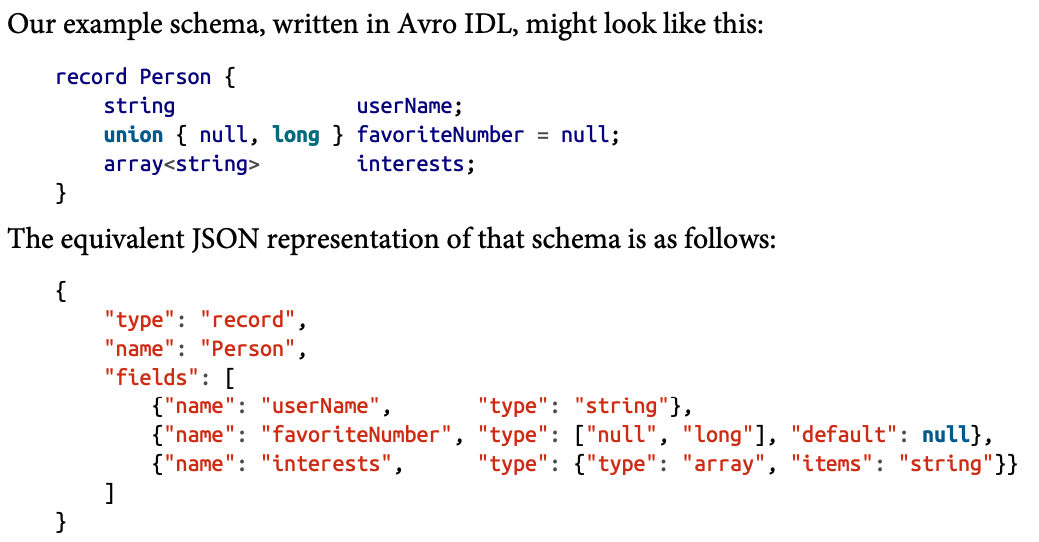 Our example schema, written in Avro IDL, might look like this:
record Person {
    string               userName;
    union { null, long } favoriteNumber = null;
    array<string>        interests;
}
The equivalent JSON representation of that schema is as follows:
{
    "type": "record",
    "name": "Person",
    "fields": [
        {"name": "userName",       "type": "string"},
        {"name": "favoriteNumber", "type": ["null", "long"], "default": null},
        {"name": "interests",      "type": {"type": "array", "items": "string"}}
    ]
}